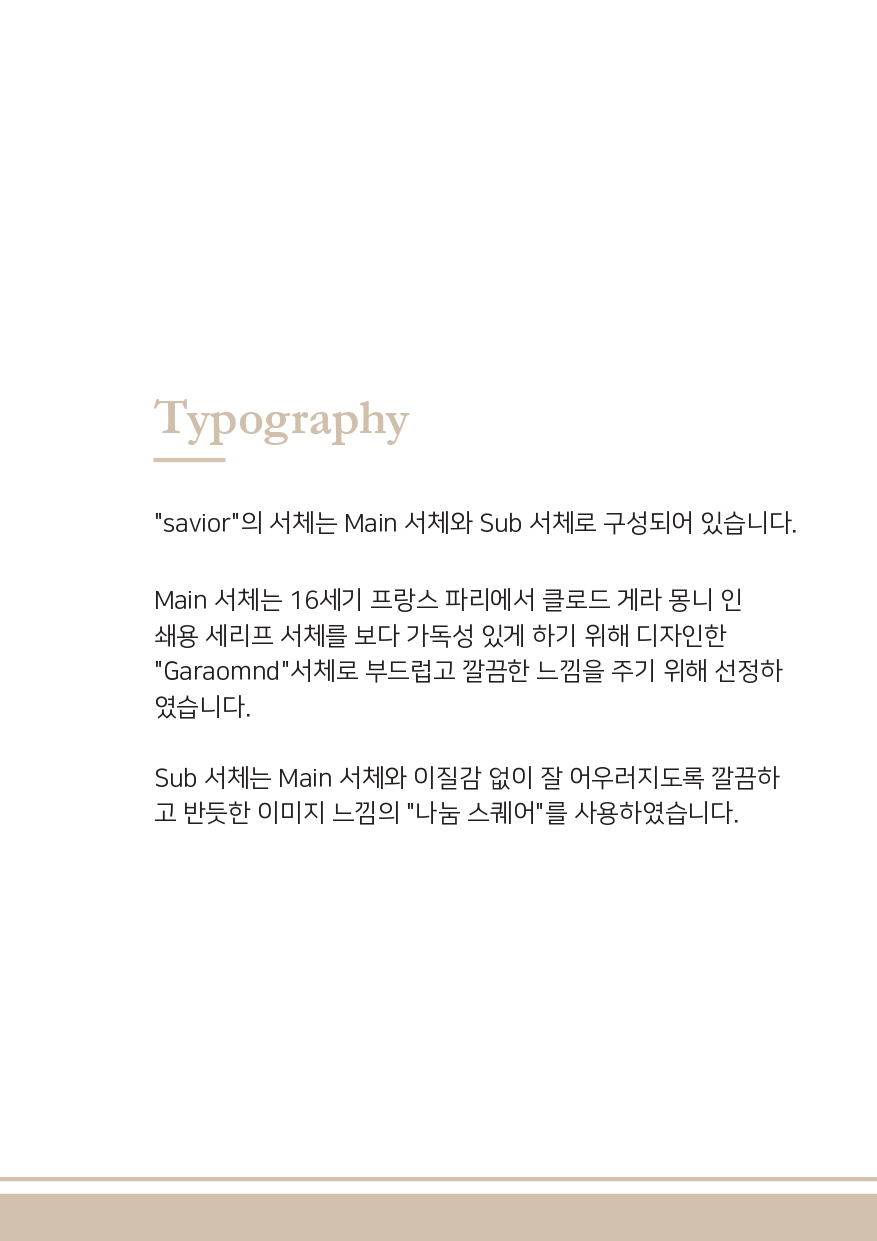 Typography
"savior"의 서체는 Main 서체와 Sub 서체로 구성되어 있습니다.
Main 서체는 16세기 프랑스 파리에서 클로드 게라 몽니 인
쇄용 세리프 서체를 보다 가독성 있게 하기 위해 디자인한
"Garaomnd"서체로 부드럽고 깔끔한 느낌을 주기 위해 선정하
였습니다.
Sub 서체는 Main 서체와 이질감 없이 잘 어우러지도록 깔끔하
고 반듯한 이미지 느낌의 "나눔 스퀘어"를 사용하였습니다.